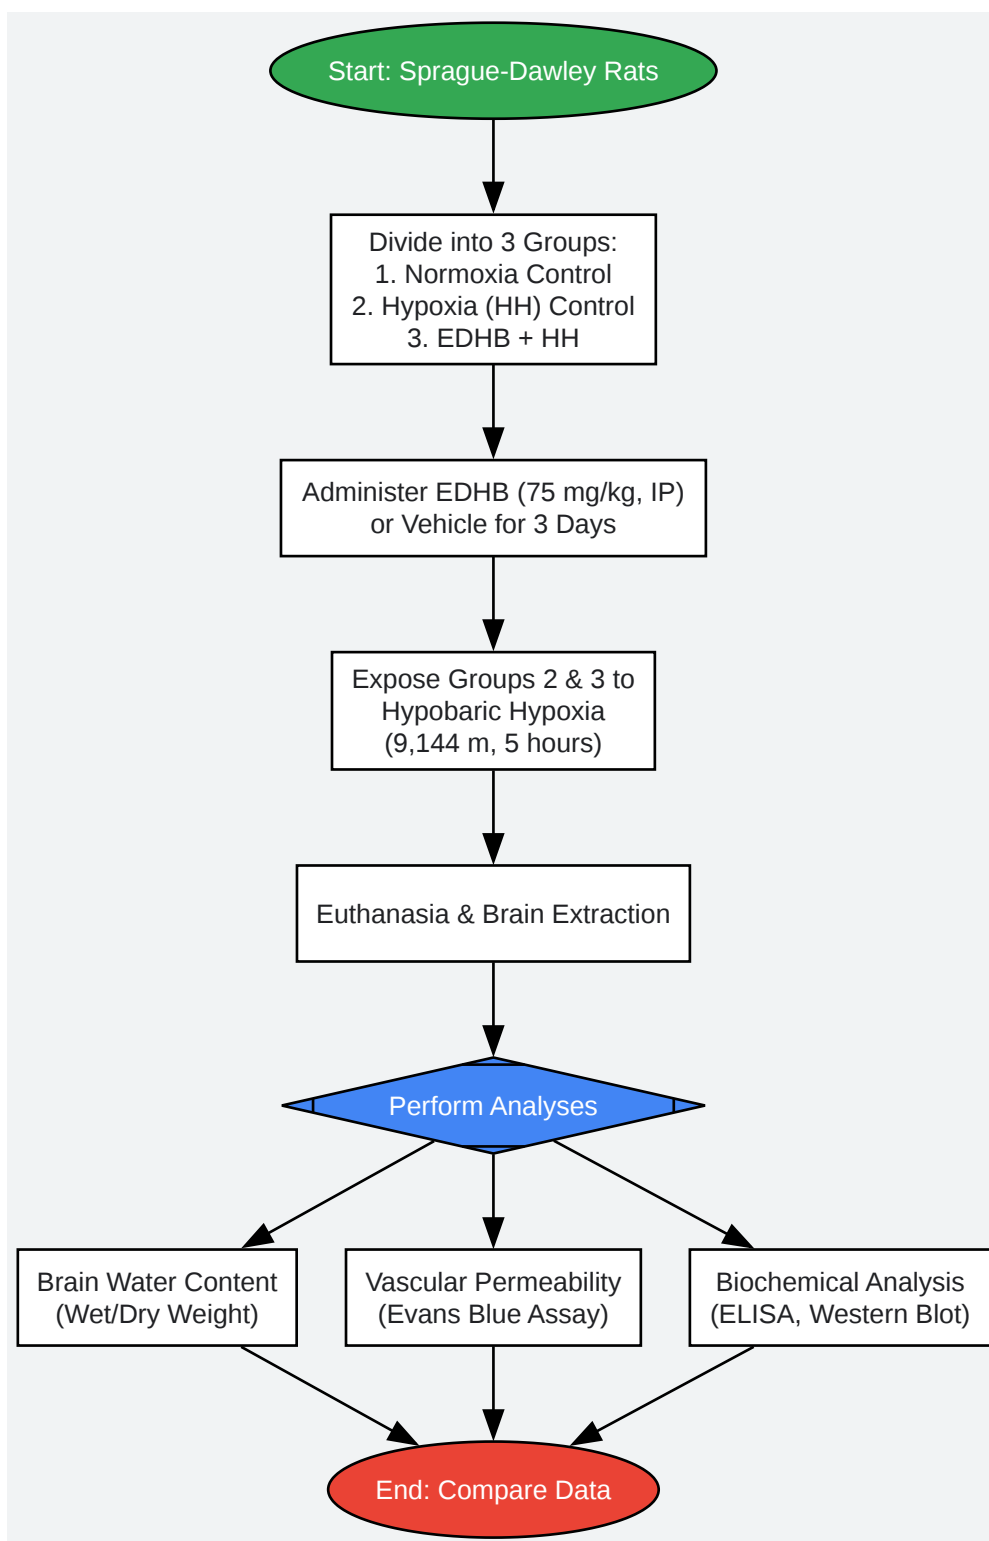 Start: Sprague-Dawley Rats
Divide into 3 Groups:
1. Normoxia Control
2. Hypoxia (HH) Control
3. EDHB + HH
Administer EDHB (75 mg/kg, IP)
or Vehicle for 3 Days
Expose Groups 2 & 3 to
Hypobaric Hypoxia
(9,144 m, 5 hours)
Euthanasia & Brain Extraction
Perform Analyses
Brain Water Content
(Wet/Dry Weight)
Vascular Permeability
(Evans Blue Assay)
Biochemical Analysis
(ELISA, Western Blot)
End: Compare Data